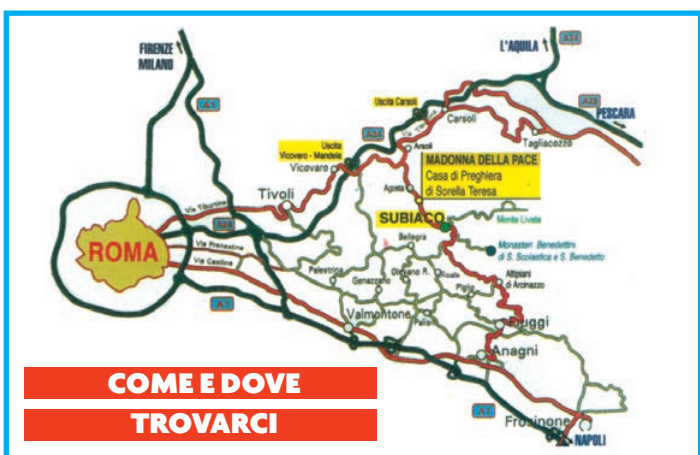 FIRENZE
MILANO
L'AQUILA
A24
A1
Uscita Carsoli
A25
PESCARA
Via Tiburtina
Carsoli
A24
Uscita
Vicovaro - Mandela
Arsoli
Tagliacozzo
Vicovaro
MADONNA DELLA PACE
Casa di Preghiera
di Sorella Teresa
Tivoli
Agosta
Via Tiburtina
SUBIACO
Monte Livata
A24
ROMA
Via Prenestina
Bellegra
Monasteri Benedettini
di S. Scolastica e S. Benedetto
Via Casilina
Palestrina
Genazzano
Olevano R.
Roiate
Altipiani
di Arcinazzo
Piglio
Valmontone
Paliano
Fiuggi
Anagni
COME E DOVE
TROVARCI
Frosinone
NAPOLI